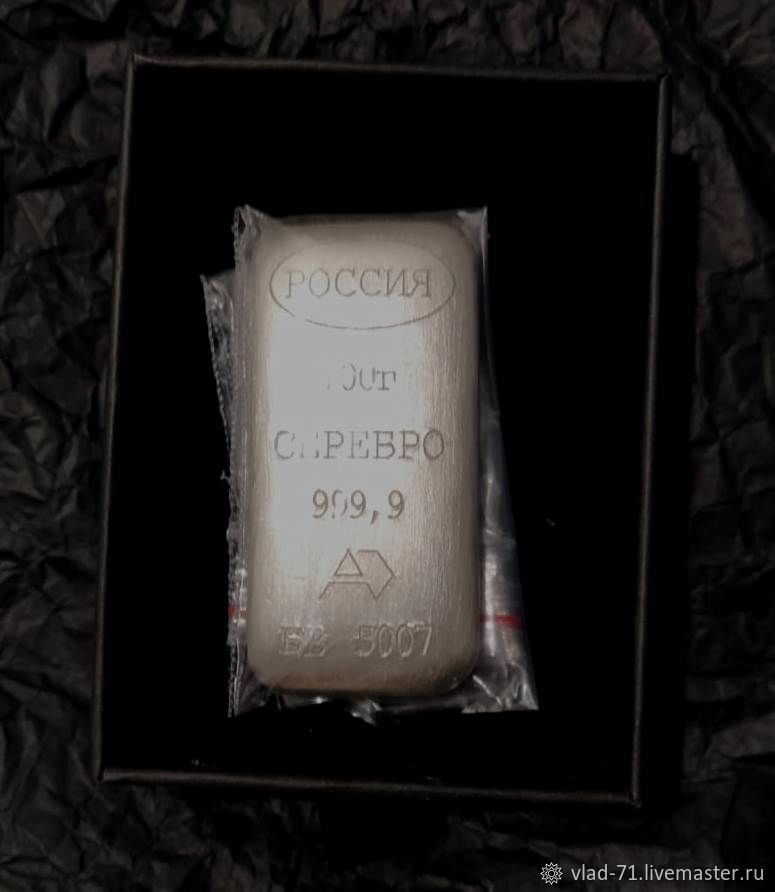 РОССИЯ
СЕРЕБРО
999,9
БВ 5007
vlad-71.livemaster.ru